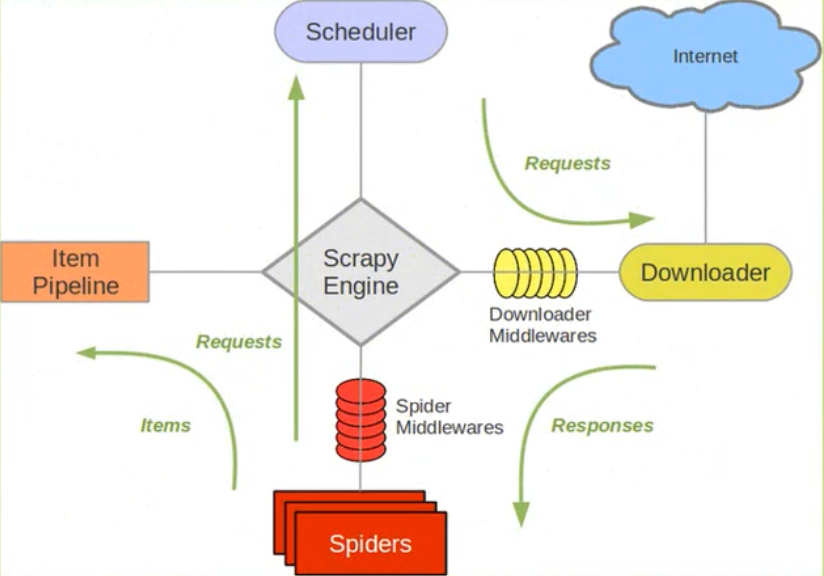 Scheduler
Internet
Requests
Item
Pipeline
Scrapy
Engine
Downloader
Downloader
Middlewares
Requests
Items
Spider
Middlewares
Responses
Spiders